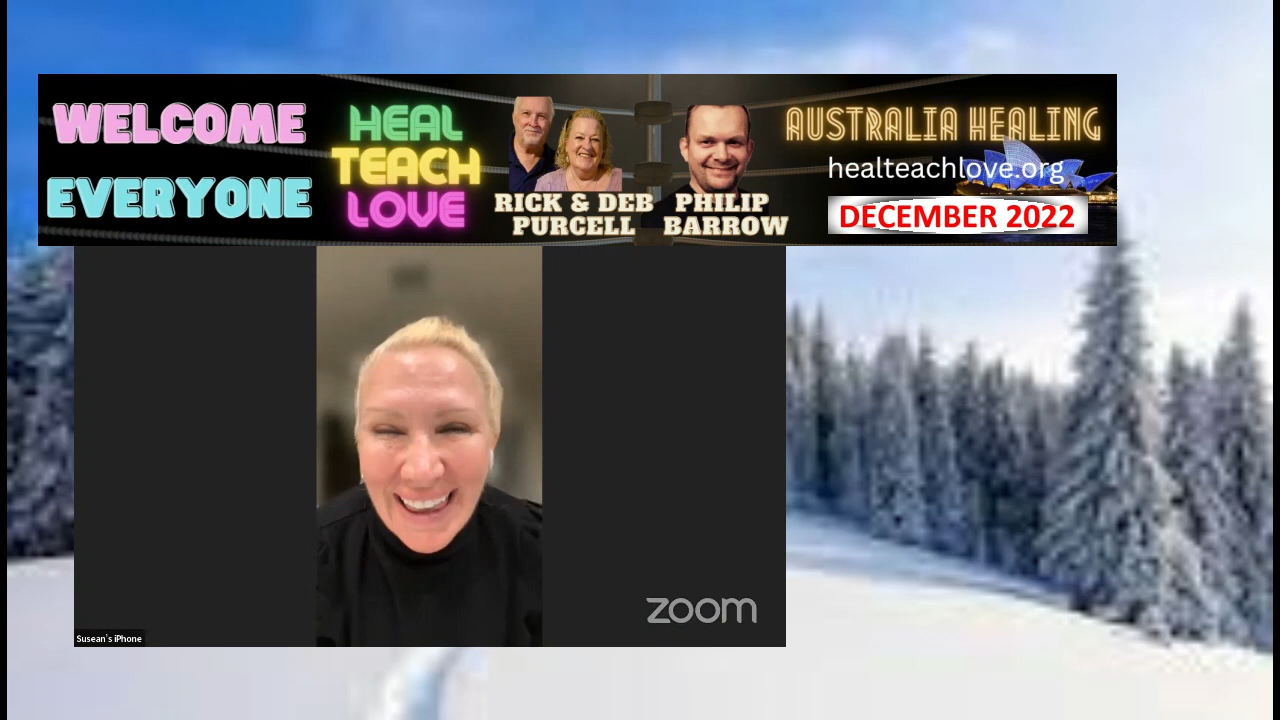 WELCOME
EVERYONE
HEAL
TEACH
LOVE
RICK & DEB
PURCELL
PHILIP
BARROW
AUSTRALIA HEALING
healteachlove.org
DECEMBER 2022
zoom
Susean's iPhone